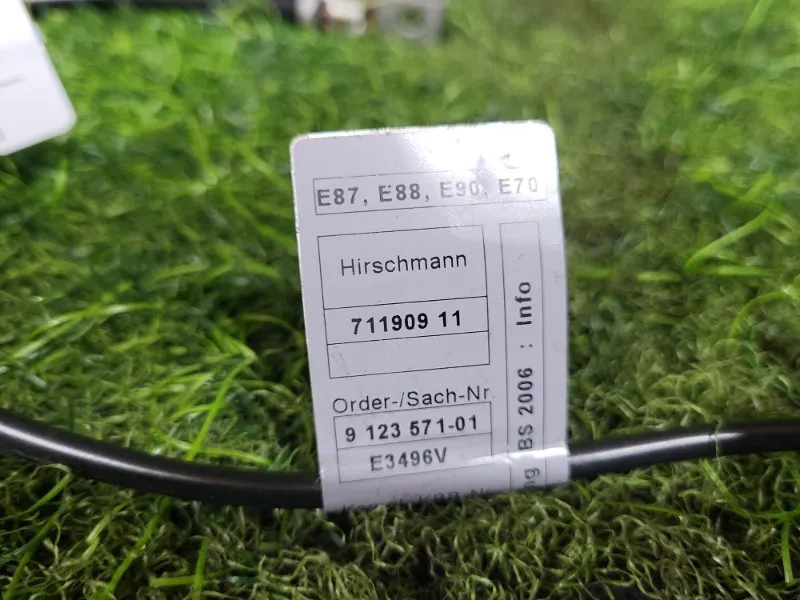 E87, E88, E90, E70
Hirschmann
711909 11
Order-/Sach-Nr.
9 123 571-01
E3496V
BS 2006 : Info